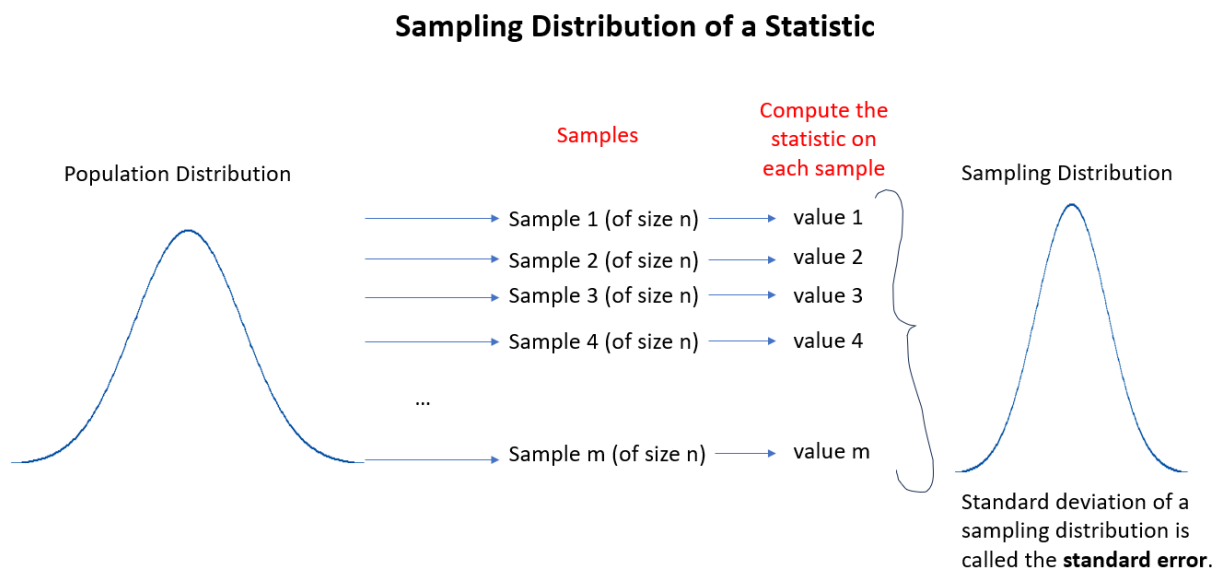 Sampling Distribution of a Statistic
Population Distribution
Samples
Compute the
statistic on
each sample
Sampling Distribution
Sample 1 (of size n)
value 1
Sample 2 (of size n)
value 2
Sample 3 (of size n)
value 3
Sample 4 (of size n)
value 4
...
Sample m (of size n)
value m
Standard deviation of a
sampling distribution is
called the standard error.